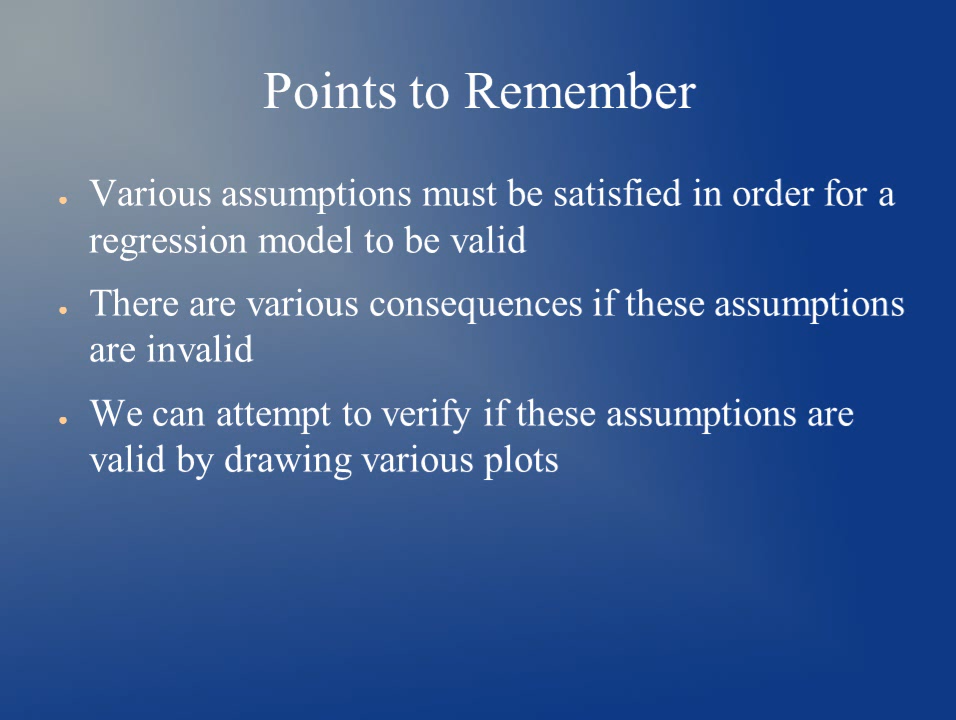 Points to Remember
Various assumptions must be satisfied in order for a
regression model to be valid
There are various consequences if these assumptions
are invalid
We can attempt to verify if these assumptions are
valid by drawing various plots